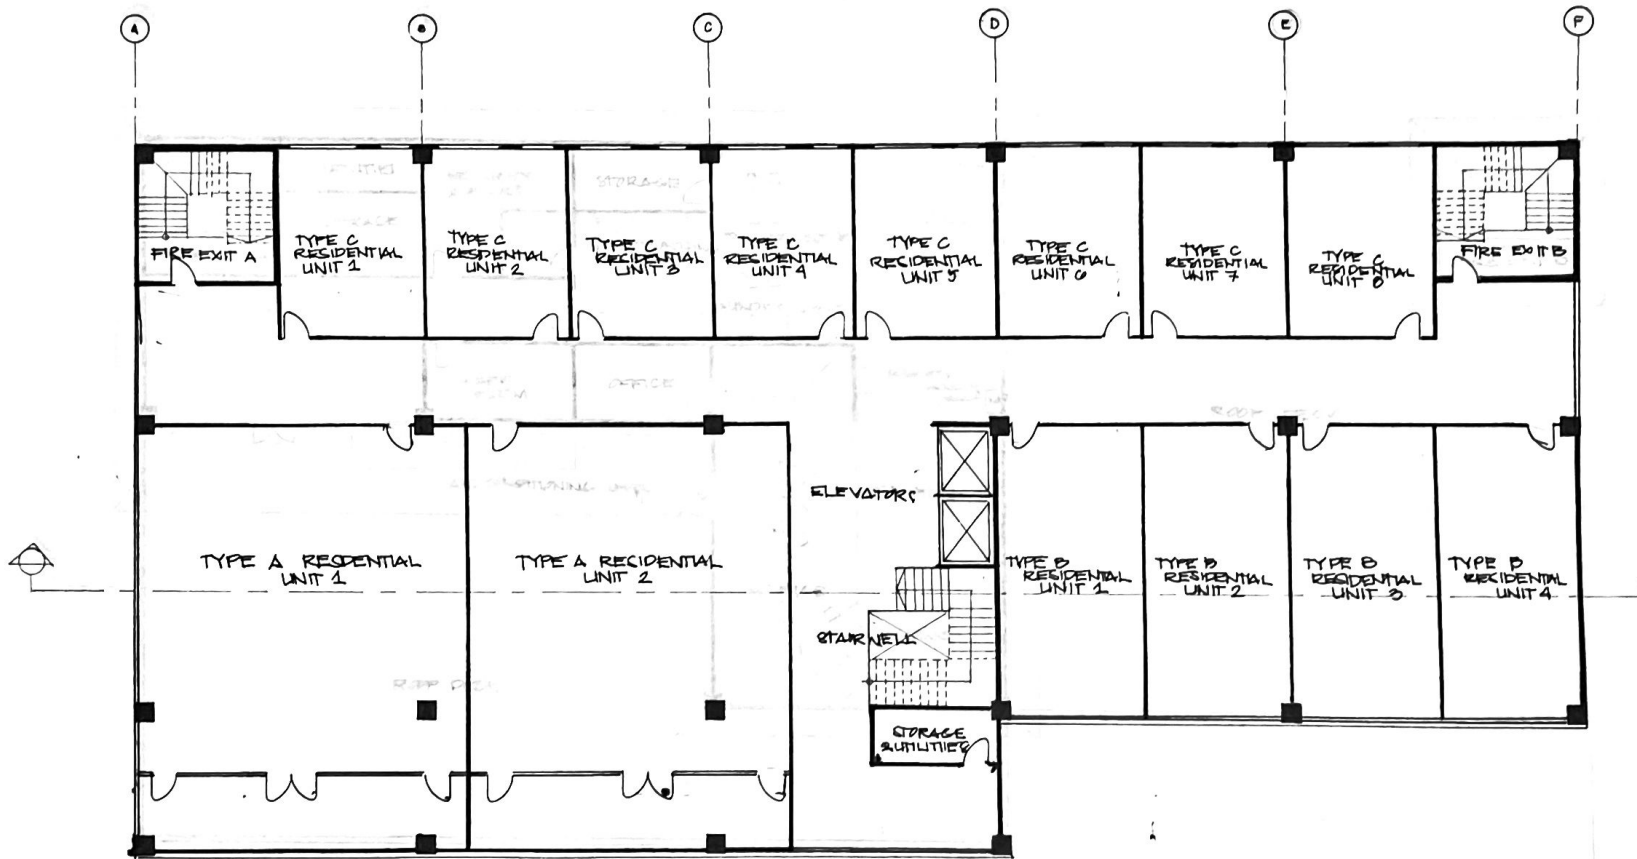 A
B
C
D
E
F
STORAGE
FIRE EXIT A
TYPE C
RESIDENTIAL
UNIT 1
TYPE C
RESIDENTIAL
UNIT 2
TYPE C
RESIDENTIAL
UNIT 3
TYPE C
RESIDENTIAL
UNIT 4
TYPE C
RESIDENTIAL
UNIT 5
TYPE C
RESIDENTIAL
UNIT 6
TYPE C
RESIDENTIAL
UNIT 7
TYPE C
RESIDENTIAL
UNIT 8
FIRE EXIT B
OFFICE
ELEVATORS
TYPE A RESDENTIAL
UNIT 1
TYPE A RESIDENTIAL
UNIT 2
TYPE B
RESIDENTIAL
UNIT 1
TYPE B
RESIDENTIAL
UNIT 2
TYPE B
RESIDENTIAL
UNIT 3
TYPE B
RESIDENTIAL
UNIT 4
STAIRWELL
STORAGE
& UTILITIES